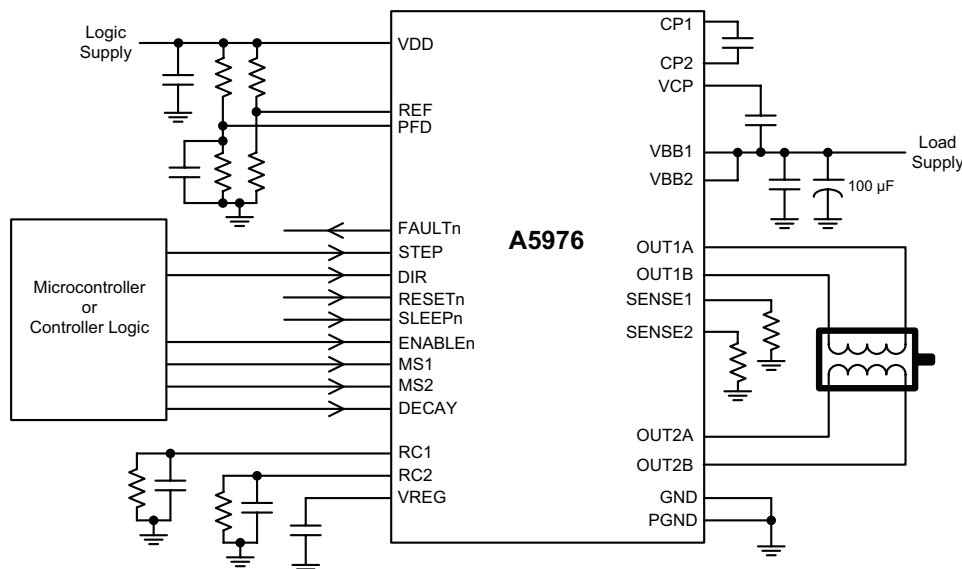 Logic
Supply
VDD
REF
PFD
FAULTn
STEP
DIR
RESETn
SLEEPn
ENABLEn
MS1
MS2
DECAY
RC1
RC2
VREG
Microcontroller
or
Controller Logic
A5976
CP1
CP2
VCP
VBB1
VBB2
Load
Supply
100 µF
OUT1A
OUT1B
SENSE1
SENSE2
OUT2A
OUT2B
GND
PGND